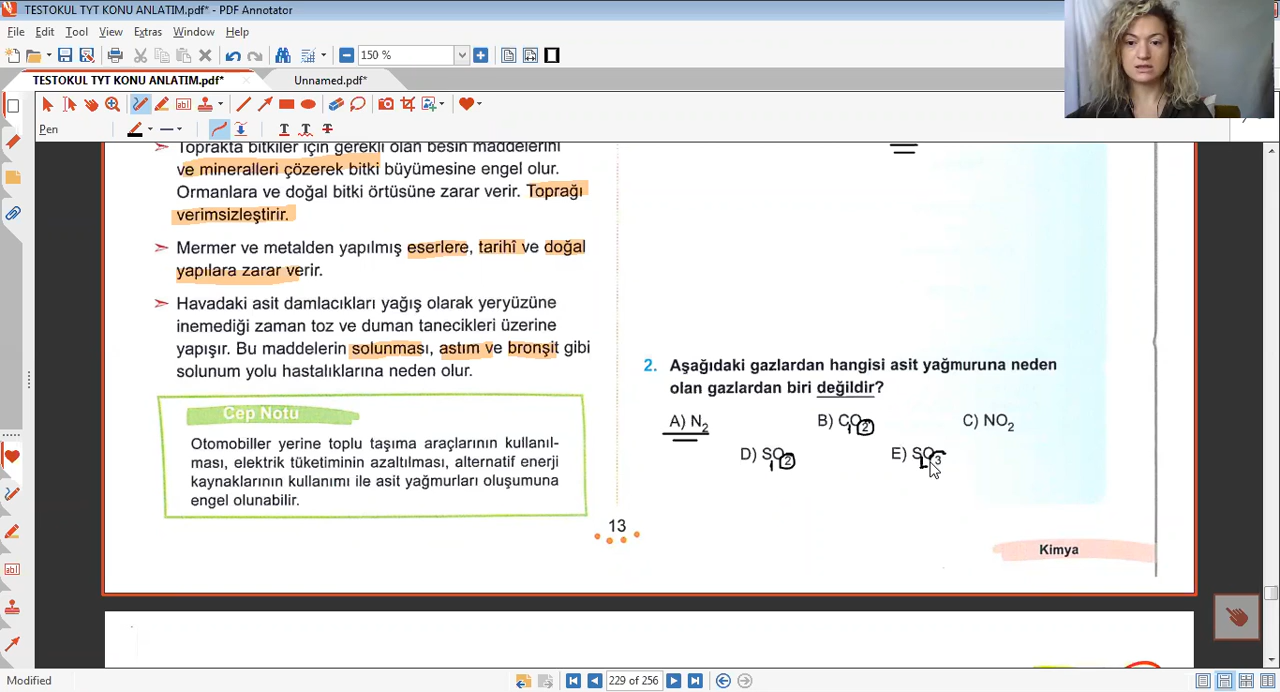 TESTOKUL TYT KONU ANLATIM.pdf* - PDF Annotator
File Edit Tool View Extras Window Help
150 %
TESTOKUL TYT KONU ANLATIM.pdf* Unnamed.pdf*
Pen
Toprakta bitkiler için gerekli olan besin maddelerini
ve mineralleri çözerek bitki büyümesine engel olur.
Ormanlara ve doğal bitki örtüsüne zarar verir. Toprağı
verimsizleştirir.
Mermer ve metalden yapılmış eserlere, tarihî ve doğal
yapılara zarar verir.
Havadaki asit damlacıkları yağış olarak yeryüzüne
inemediği zaman toz ve duman tanecikleri üzerine
yapışır. Bu maddelerin solunması, astım ve bronşit gibi
solunum yolu hastalıklarına neden olur.
Cep Notu
Otomobiller yerine toplu taşıma araçlarının kullanıl-
ması, elektrik tüketiminin azaltılması, alternatif enerji
kaynaklarının kullanımı ile asit yağmurları oluşumuna
engel olunabilir.
13
2. Aşağıdaki gazlardan hangisi asit yağmuruna neden
olan gazlardan biri değildir?
A) N₂ B) CO₂ C) NO₂
D) SO₂ E) SO₃
Kimya
Modified
229 of 256